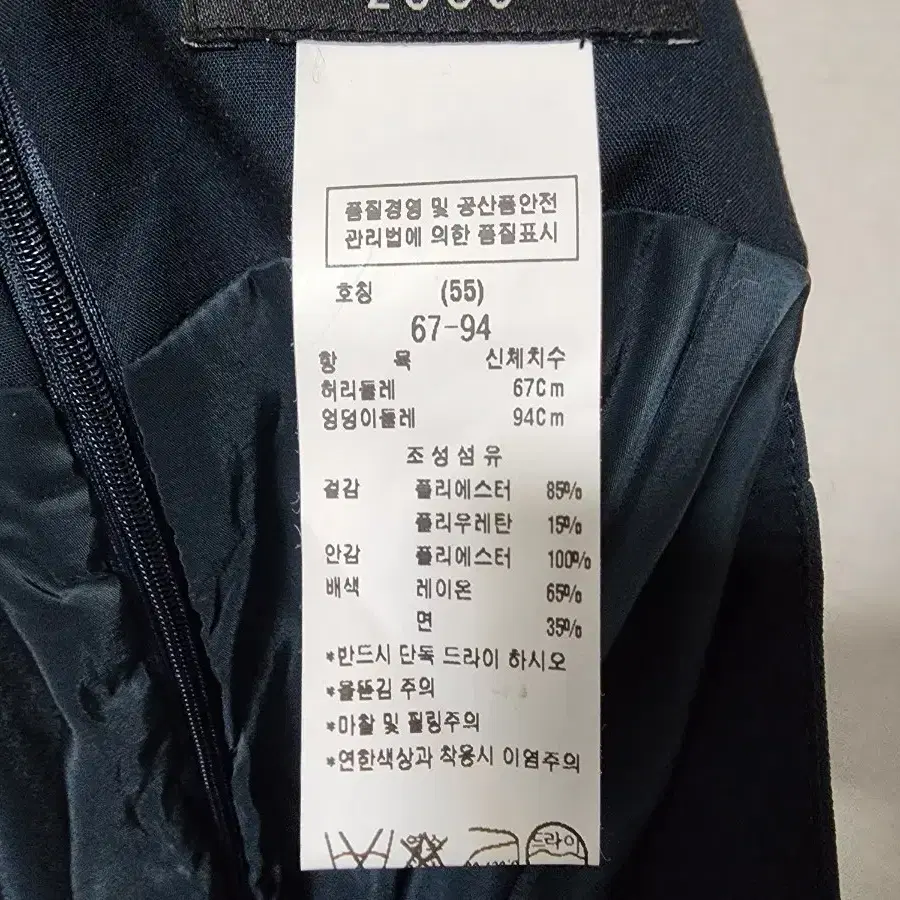 품질경영 및 공산품안전
관리법에 의한 품질표시
호칭 (55)
67-94
항 목 신체치수
허리둘레 67Cm
엉덩이둘레 94Cm
조성섬유
겉감 폴리에스터 85%
폴리우레탄 15%
안감 폴리에스터 100%
배색 레이온 65%
면 35%
*반드시 단독 드라이 하시오
*올뜯김 주의
*마찰 및 필링주의
*연한색상과 착용시 이염주의
드라이